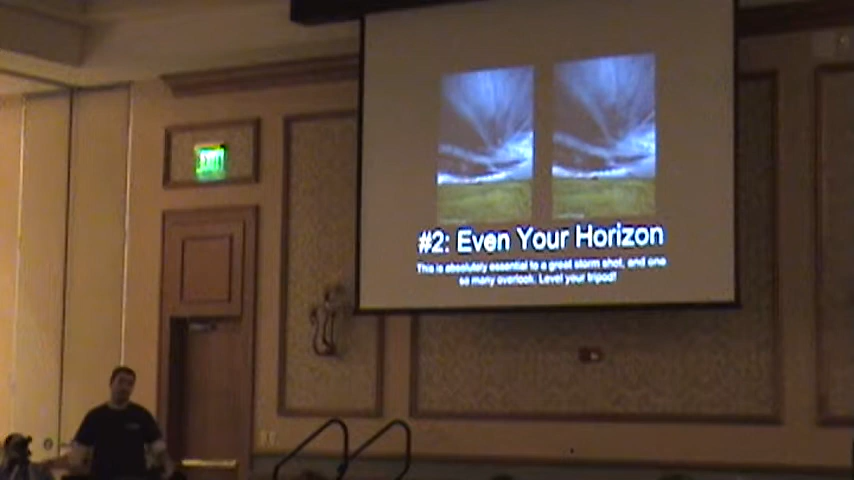 EXIT
#2: Even Your Horizon
This is absolutely essential to a great storm shot, and one
so many overlook. Level your tripod!